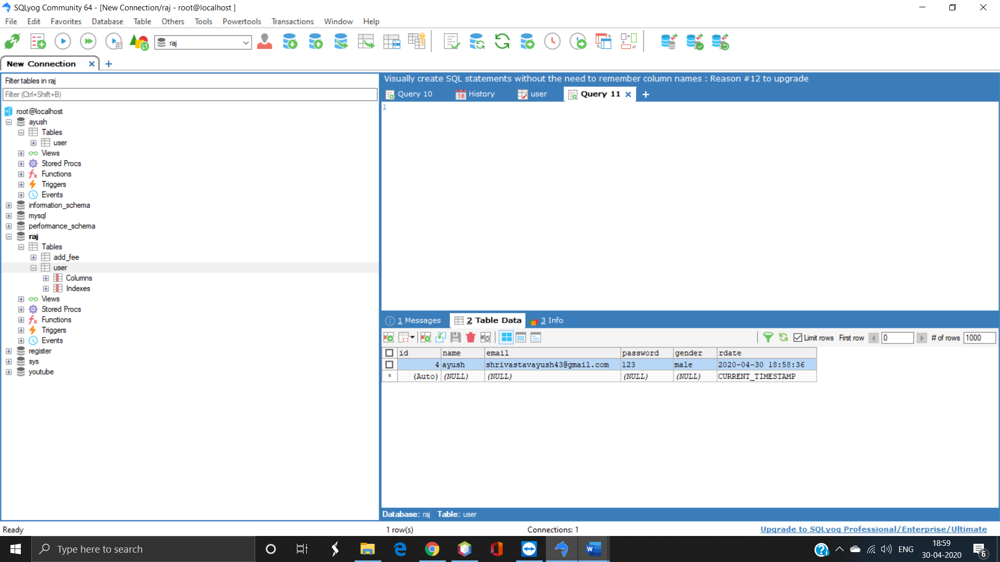 SQLyog Community 64 - [New Connection/raj - root@localhost ]
File Edit Favorites Database Table Others Tools Powertools Transactions Window Help
raj
New Connection
Filter tables in raj
Filter (Ctrl+Shift+B)
root@localhost
ayush
Tables
user
Views
Stored Procs
Functions
Triggers
Events
information_schema
mysql
performance_schema
raj
Tables
add_fee
user
Columns
Indexes
Views
Stored Procs
Functions
Triggers
Events
register
sys
youtube
Visually create SQL statements without the need to remember column names : Reason #12 to upgrade
Query 10 18 History user Query 11
1
1 Messages 2 Table Data 3 Info
Limit rows First row 0 # of rows 1000
id name email password gender rdate
4 ayush shrivastavayush43@gmail.com 123 male 2020-04-30 18:58:36
* (Auto) (NULL) (NULL) (NULL) (NULL) CURRENT_TIMESTAMP
Database: raj Table: user
Ready 1 row(s) Connections: 1 Upgrade to SQLyog Professional/Enterprise/Ultimate
Type here to search
ENG
18:59
30-04-2020
6